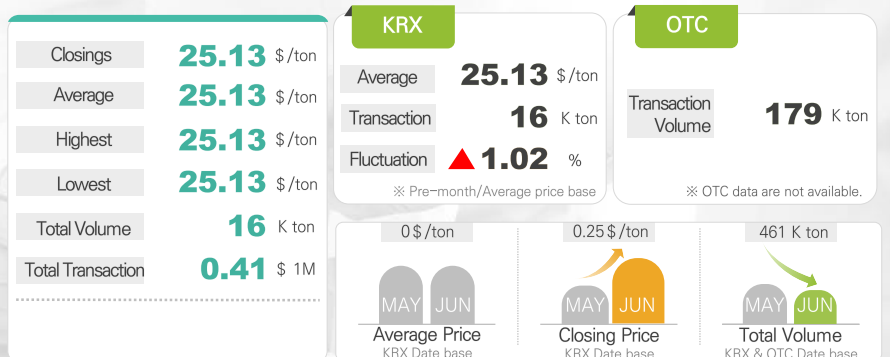 Closings 25.13 $/ton
Average 25.13 $/ton
Highest 25.13 $/ton
Lowest 25.13 $/ton
Total Volume 16 K ton
Total Transaction 0.41 $ 1M
KRX
Average 25.13 $/ton
Transaction 16 K ton
Fluctuation ▲ 1.02 %
※ Pre-month/Average price base
OTC
Transaction
Volume
179 K ton
※ OTC data are not available.
0$/ton
MAY JUN
Average Price
KRX Date base
0.25$/ton
MAY JUN
Closing Price
KRX Date base
461 K ton
MAY JUN
Total Volume
KRX & OTC Date base